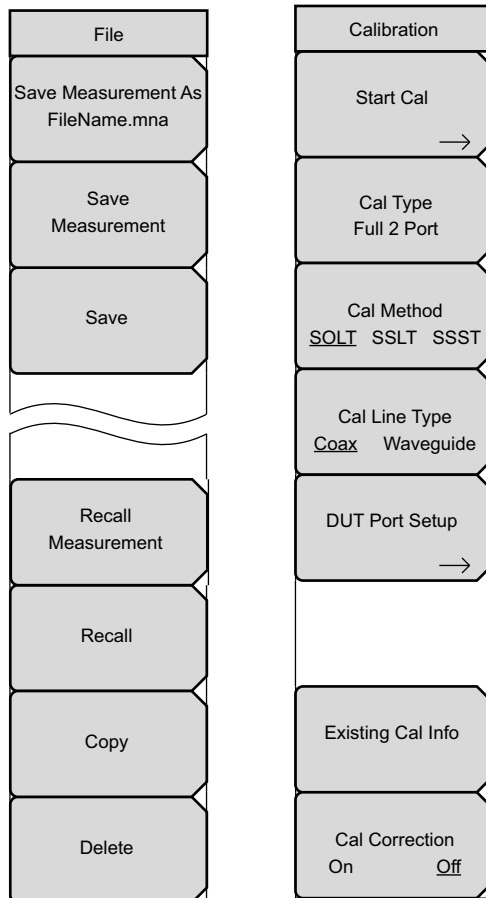 File
Save Measurement As
FileName.mna
Save
Measurement
Save
Recall
Measurement
Recall
Copy
Delete
Calibration
Start Cal
Cal Type
Full 2 Port
Cal Method
SOLT SSLT SSST
Cal Line Type
Coax Waveguide
DUT Port Setup
Existing Cal Info
Cal Correction
On Off